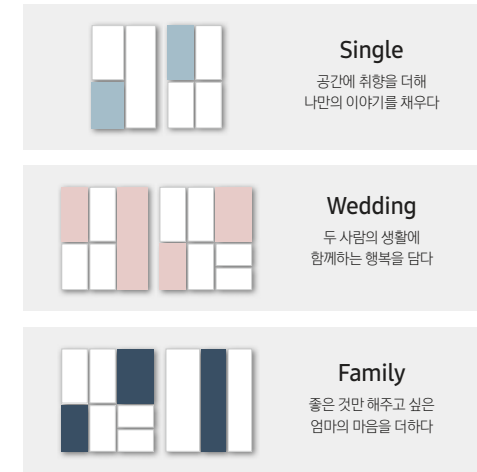 Single
공간에 취향을 더해
나만의 이야기를 채우다
Wedding
두 사람의 생활에
함께하는 행복을 담다
Family
좋은 것만 해주고 싶은
엄마의 마음을 더하다